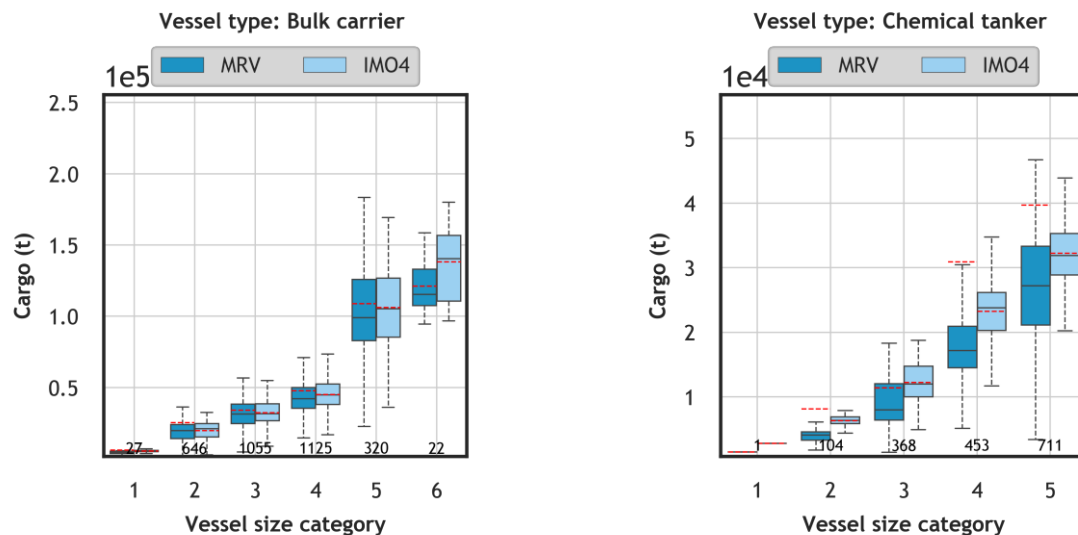 Vessel type: Bulk carrier
MRV IMO4
1e5
2.5
2.0
1.5
1.0
0.5
Cargo (t)
27 646 1055 1125 320 22
1 2 3 4 5 6
Vessel size category
Vessel type: Chemical tanker
MRV IMO4
1e4
5
4
3
2
1
Cargo (t)
1 104 368 453 711
1 2 3 4 5
Vessel size category